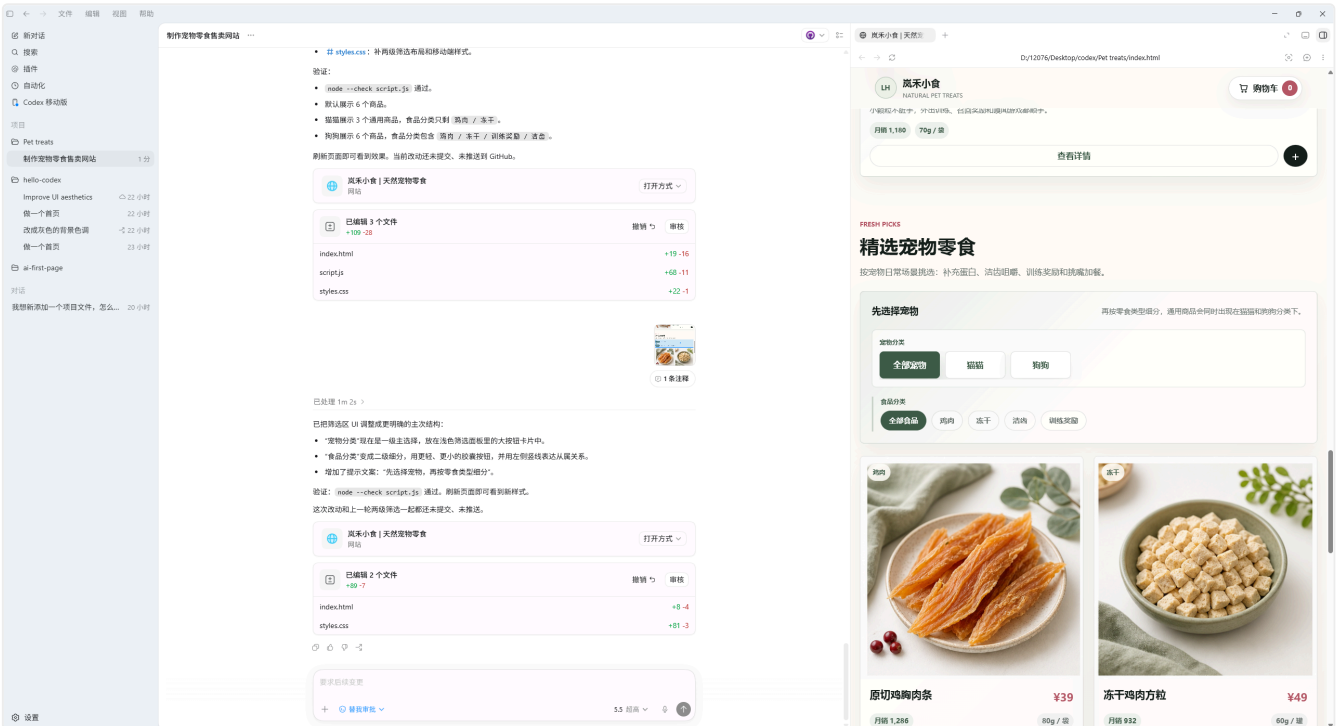 文件 编辑 视图 帮助
新对话
搜索
插件
自动化
Codex 移动版
项目
Pet treats
制作宠物零食售卖网站 1 分
hello-codex
Improve UI aesthetics 22 小时
做一个首页 22 小时
改成灰色的背景色调 22 小时
做一个首页 23 小时
ai-first-page
对话
我想新添加一个项目文件，怎么... 20 小时
设置
制作宠物零食售卖网站 ...
# styles.css：补两级筛选布局和移动端样式。
验证：
node --check script.js 通过。
默认展示 6 个商品。
猫猫展示 3 个通用商品，食品分类只剩 鸡肉 / 冻干 。
狗狗展示 6 个商品，食品分类包含 鸡肉 / 冻干 / 训练奖励 / 洁齿 。
刷新页面即可看到效果。当前改动还未提交、未推送到 GitHub。
岚禾小食 | 天然宠物零食
网站
打开方式
已编辑 3 个文件
+109 -28
撤销 审核
index.html +19 -16
script.js +68 -11
styles.css +22 -1
1 条注释
已处理 1m 2s
已把筛选区 UI 调整成更明确的主次结构：
“宠物分类”现在是一级主选择，放在浅色筛选面板里的大按钮卡片中。
“食品分类”变成二级细分，用更轻、更小的胶囊按钮，并用左侧竖线表达从属关系。
增加了提示文案：“先选择宠物，再按零食类型细分”。
验证： node --check script.js 通过。刷新页面即可看到新样式。
这次改动和上一轮两级筛选一起都还未提交、未推送。
岚禾小食 | 天然宠物零食
网站
打开方式
已编辑 2 个文件
+89 -7
撤销 审核
index.html +8 -4
styles.css +81 -3
要求后续变更
替我审批
5.5 超高
岚禾小食 | 天然
D:/12076/Desktop/codex/Pet treats/index.html
LH
岚禾小食
NATURAL PET TREATS
购物车 0
月销 1,180 70g / 袋
查看详情 +
FRESH PICKS
精选宠物零食
按宠物日常场景挑选：补充蛋白、洁齿咀嚼、训练奖励和挑嘴加餐。
先选择宠物
再按零食类型细分，通用商品会同时出现在猫猫和狗狗分类下。
宠物分类
全部宠物 猫猫 狗狗
食品分类
全部食品 鸡肉 冻干 洁齿 训练奖励
鸡肉
冻干
原切鸡胸肉条 ¥39
月销 1,286 80g / 袋
冻干鸡肉方粒 ¥49
月销 932 60g / 罐